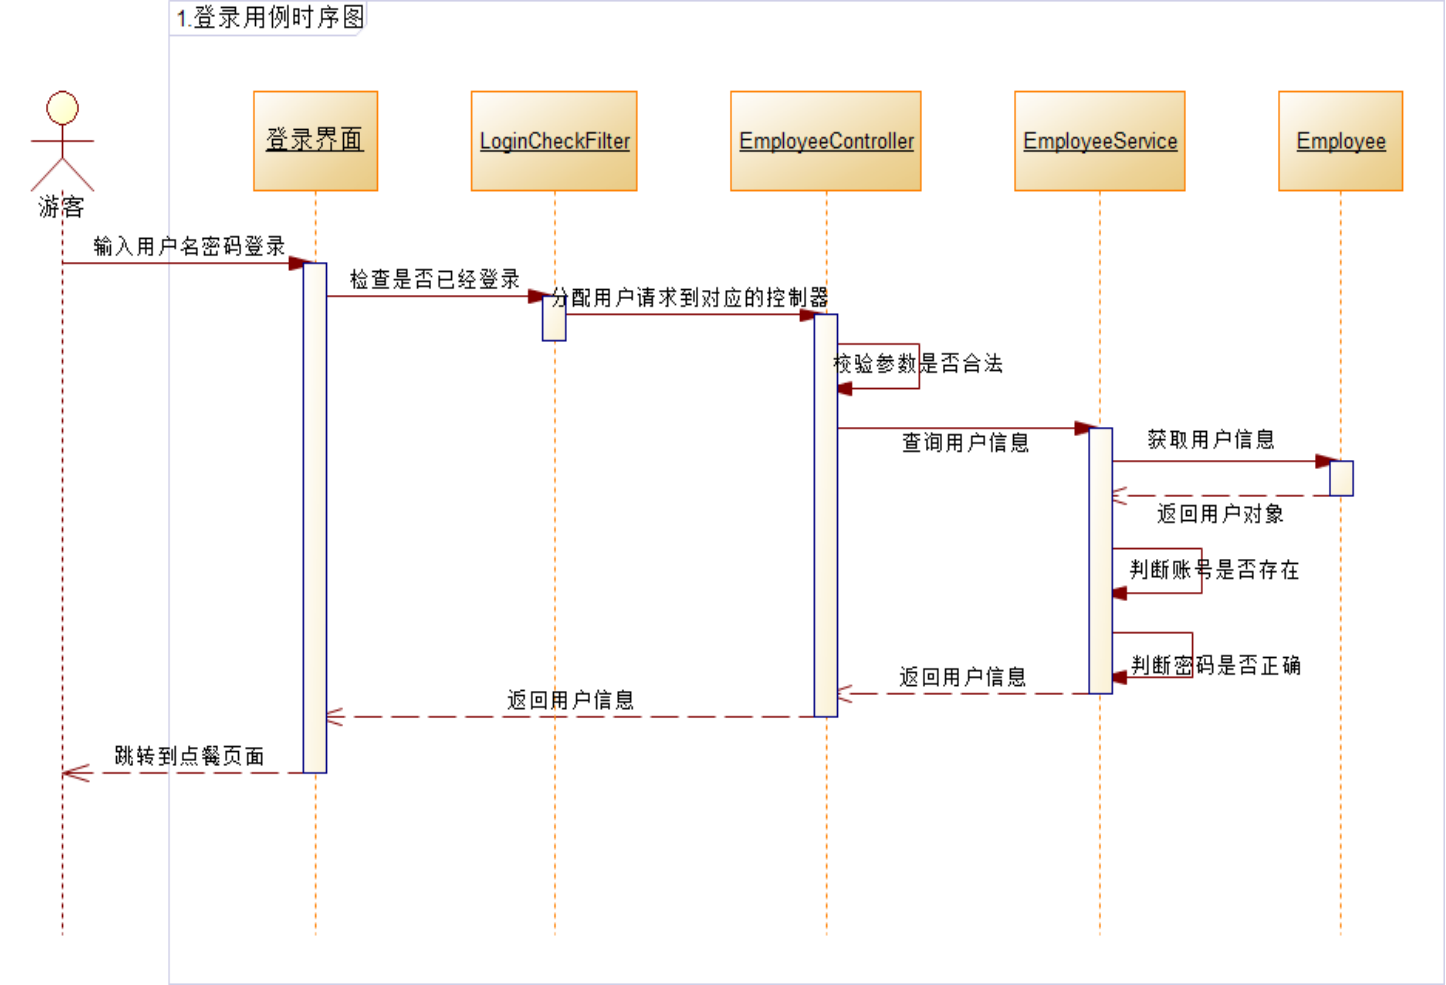 1.登录用例时序图
游客
登录界面
LoginCheckFilter
EmployeeController
EmployeeService
Employee
输入用户名密码登录
检查是否已经登录
分配用户请求到对应的控制器
校验参数是否合法
查询用户信息
获取用户信息
返回用户对象
判断账号是否存在
判断密码是否正确
返回用户信息
返回用户信息
跳转到点餐页面